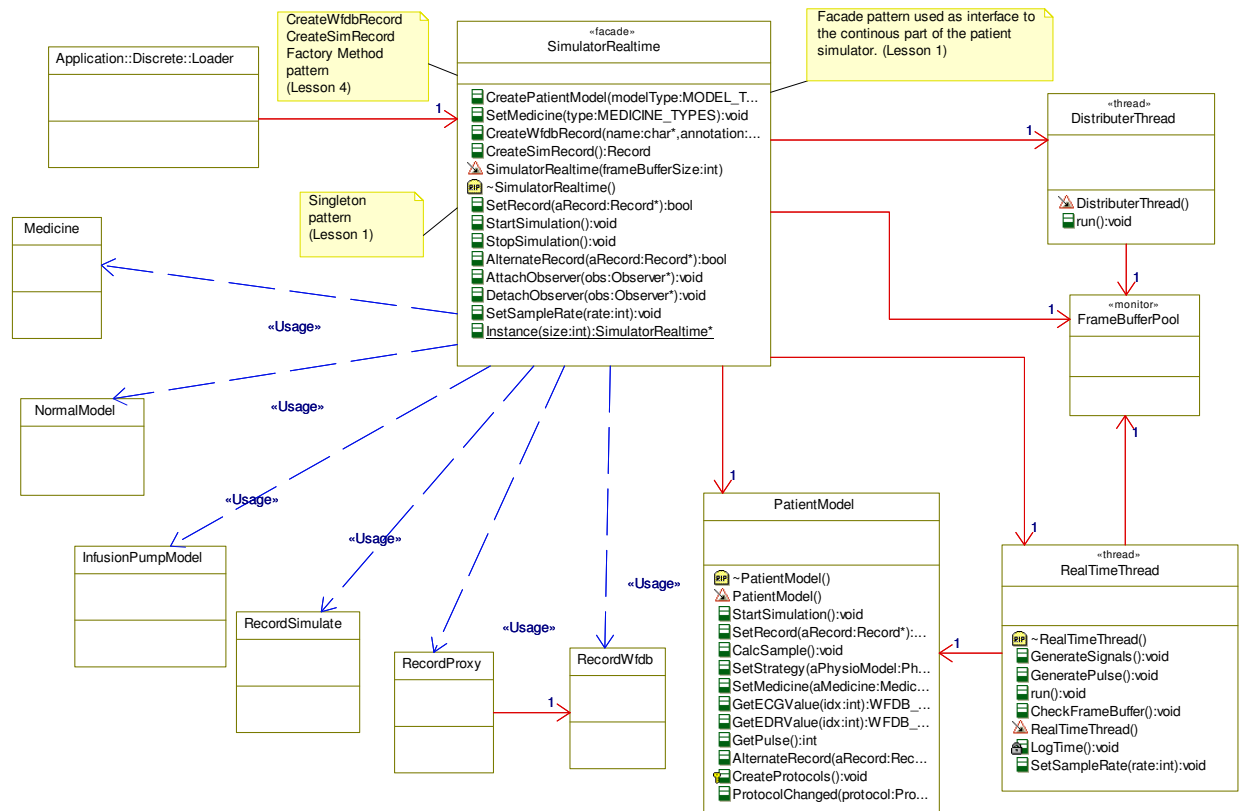 CreateWfdbRecord
CreateSimRecord
Factory Method
pattern
(Lesson 4)
«facade»
SimulatorRealtime
Facade pattern used as interface to
the continous part of the patient
simulator. (Lesson 1)
Application::Discrete::Loader
1
CreatePatientModel(modelType:MODEL_T...
SetMedicine(type:MEDICINE_TYPES):void
CreateWfdbRecord(name:char*,annotation:...
CreateSimRecord():Record
SimulatorRealtime(frameBufferSize:int)
RIP ~SimulatorRealtime()
SetRecord(aRecord:Record*):bool
StartSimulation():void
StopSimulation():void
AlternateRecord(aRecord:Record*):bool
AttachObserver(obs:Observer*):void
DetachObserver(obs:Observer*):void
SetSampleRate(rate:int):void
Instance(size:int):SimulatorRealtime*
Singleton
pattern
(Lesson 1)
1
«thread»
DistributerThread
DistributerThread()
run():void
1
1
«monitor»
FrameBufferPool
1
Medicine
«Usage»
NormalModel
«Usage»
InfusionPumpModel
«Usage»
RecordSimulate
«Usage»
RecordProxy
«Usage»
1
RecordWfdb
«Usage»
1
PatientModel
RIP ~PatientModel()
PatientModel()
StartSimulation():void
SetRecord(aRecord:Record*):...
CalcSample():void
SetStrategy(aPhysioModel:Ph...
SetMedicine(aMedicine:Medic...
GetECGValue(idx:int):WFDB_...
GetEDRValue(idx:int):WFDB_...
GetPulse():int
AlternateRecord(aRecord:Rec...
CreateProtocols():void
ProtocolChanged(protocol:Pro...
1
1
«thread»
RealTimeThread
RIP ~RealTimeThread()
GenerateSignals():void
GeneratePulse():void
run():void
CheckFrameBuffer():void
RealTimeThread()
LogTime():void
SetSampleRate(rate:int):void